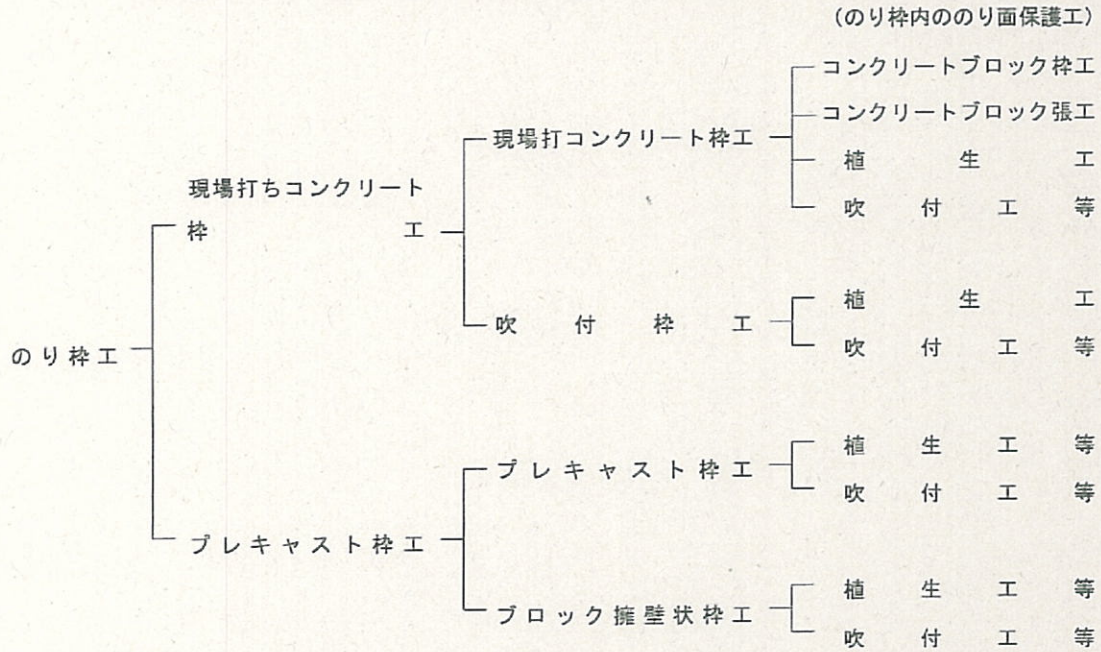 (のり枠内ののり面保護工)
コンクリートブロック枠工
コンクリートブロック張工
現場打コンクリート枠工
植生工
現場打ちコンクリート
吹付工等
枠工
植生工
吹付枠工
吹付工等
のり枠工
植生工等
プレキャスト枠工
吹付工等
プレキャスト枠工
植生工等
ブロック擁壁状枠工
吹付工等